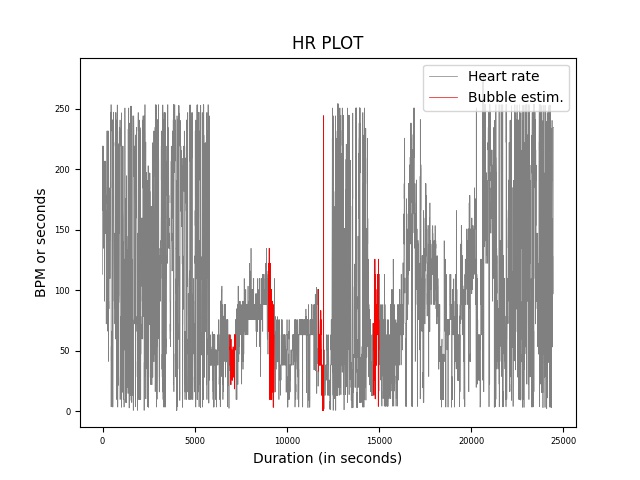 HR PLOT
Heart rate
Bubble estim.
BPM or seconds
250
200
150
100
50
0
0 5000 10000 15000 20000 25000
Duration (in seconds)